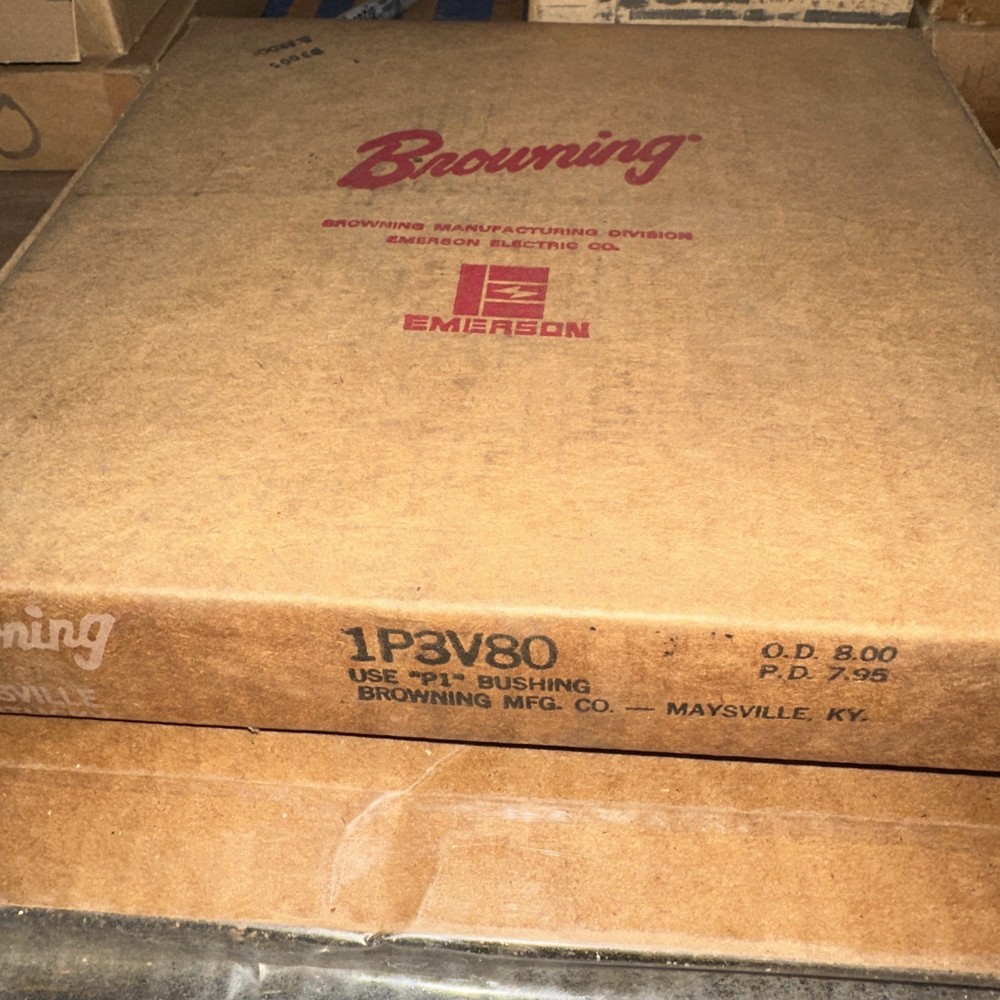 Browning
BROWNING MANUFACTURING DIVISION
EMERSON ELECTRIC CO.
EMERSON
ning
SVILLE
1P3V80
USE "P1" BUSHING
BROWNING MFG. CO. — MAYSVILLE, KY.
O.D. 8.00
P.D. 7.95